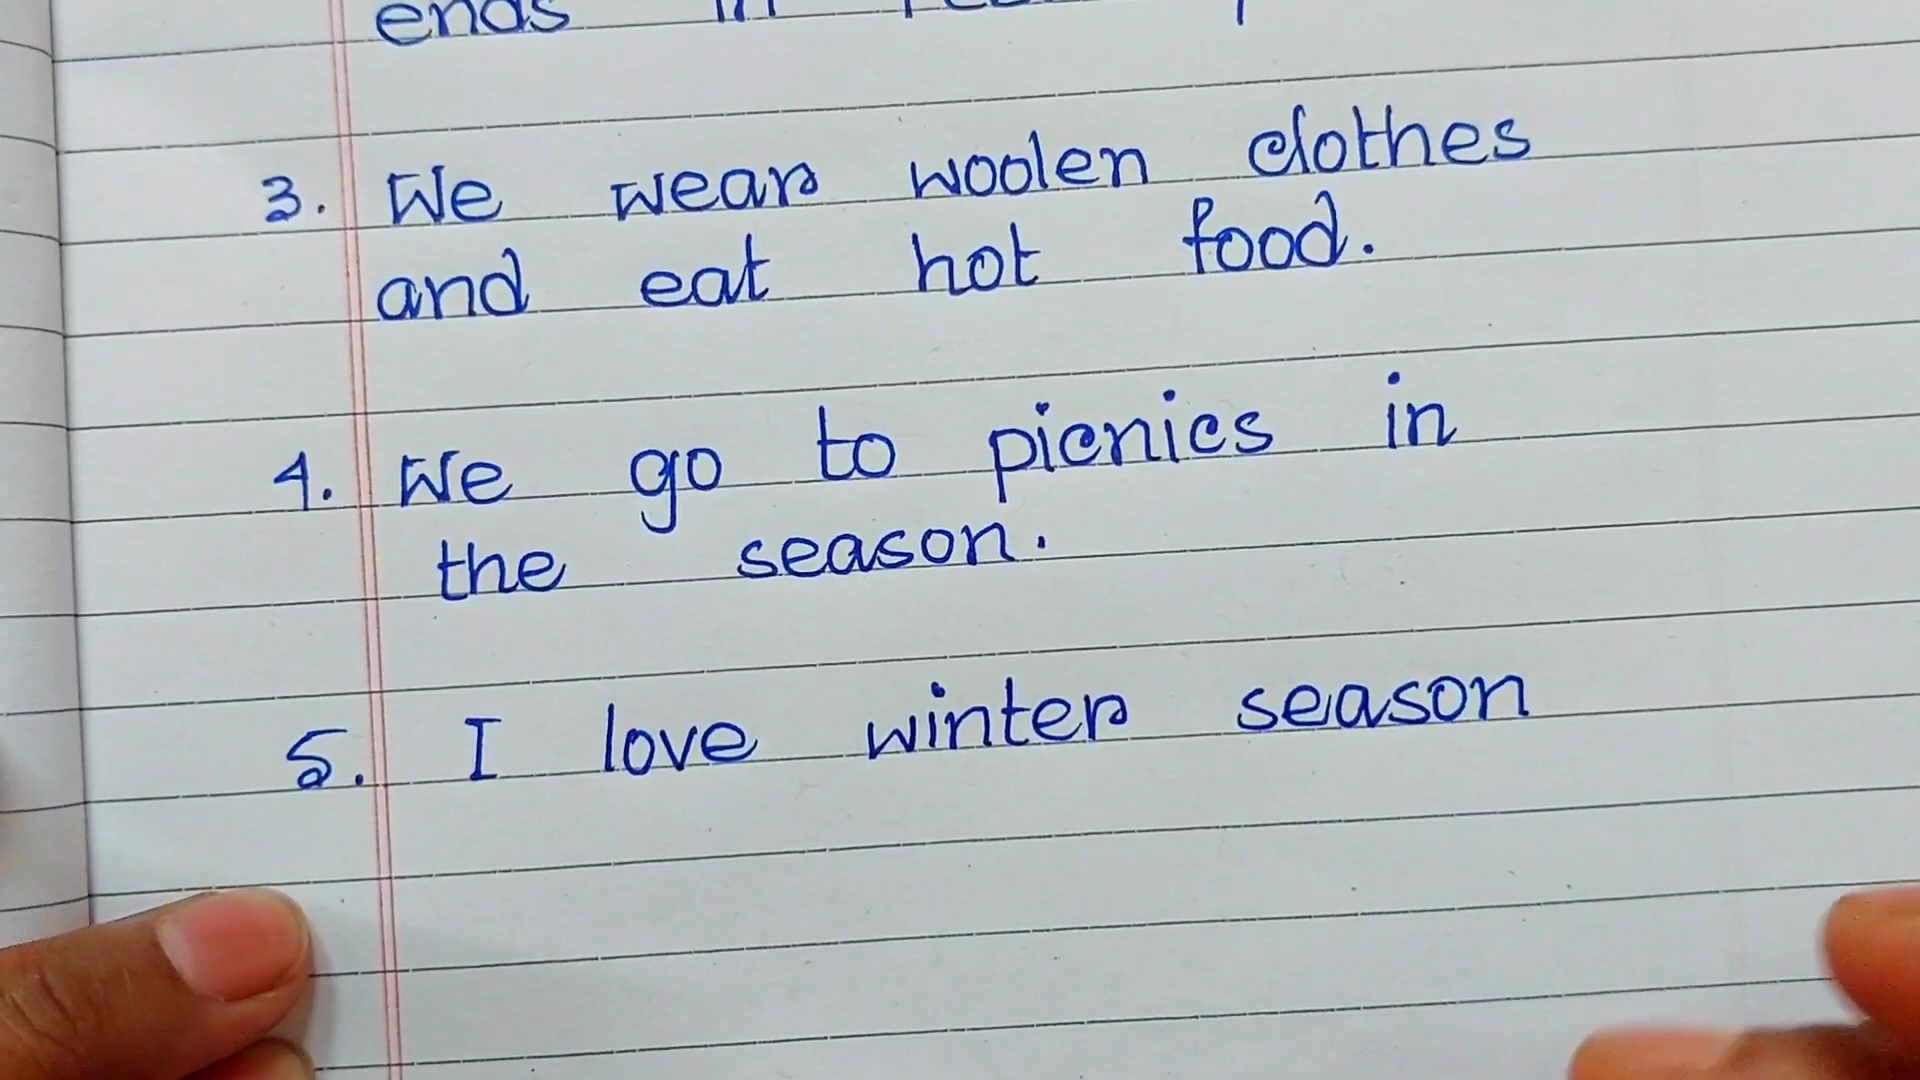 ends in
3. We wear woolen clothes
and eat hot food.
4. We go to picnics in
the season.
5. I love winter season